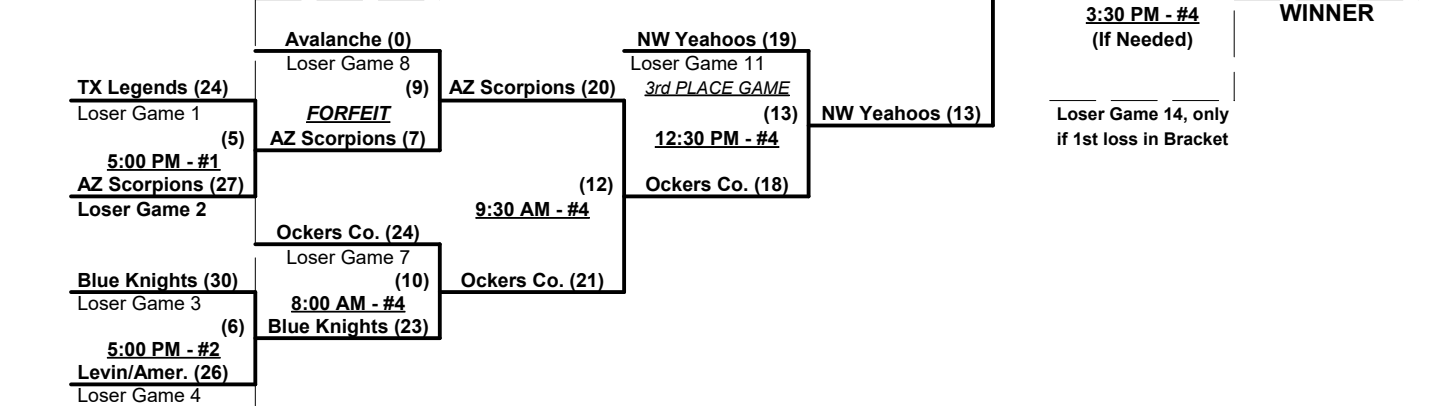 3:30 PM - #4
WINNER
(If Needed)
Avalanche (0)
NW Yeahoos (19)
Loser Game 8
Loser Game 11
TX Legends (24)
(9)
AZ Scorpions (20)
3rd PLACE GAME
Loser Game 1
FORFEIT
(13)
NW Yeahoos (13)
Loser Game 14, only
if 1st loss in Bracket
(5)
AZ Scorpions (7)
12:30 PM - #4
5:00 PM - #1
AZ Scorpions (27)
(12)
Ockers Co. (18)
Loser Game 2
9:30 AM - #4
Ockers Co. (24)
Loser Game 7
Blue Knights (30)
(10)
Ockers Co. (21)
Loser Game 3
8:00 AM - #4
(6)
Blue Knights (23)
5:00 PM - #2
Levin/Amer. (26)
Loser Game 4